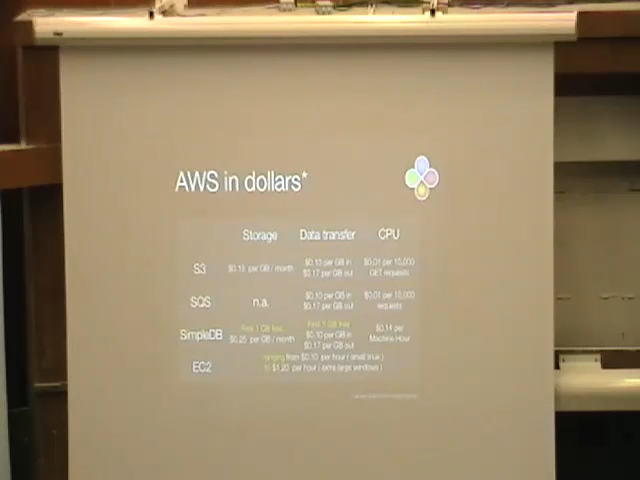 AWS in dollars*
Storage Data transfer CPU
S3 $0.15 per GB / month $0.10 per GB in $0.17 per GB out $0.01 per 10,000 GET requests
SQS n.a. $0.10 per GB in $0.17 per GB out $0.01 per 10,000 requests
SimpleDB First 1 GB free $0.25 per GB / month First 1 GB free $0.10 per GB in $0.17 per GB out $0.14 per Machine-Hour
EC2 ranging from $0.10 per hour ( small linux )
to $1.20 per hour ( extra large windows )